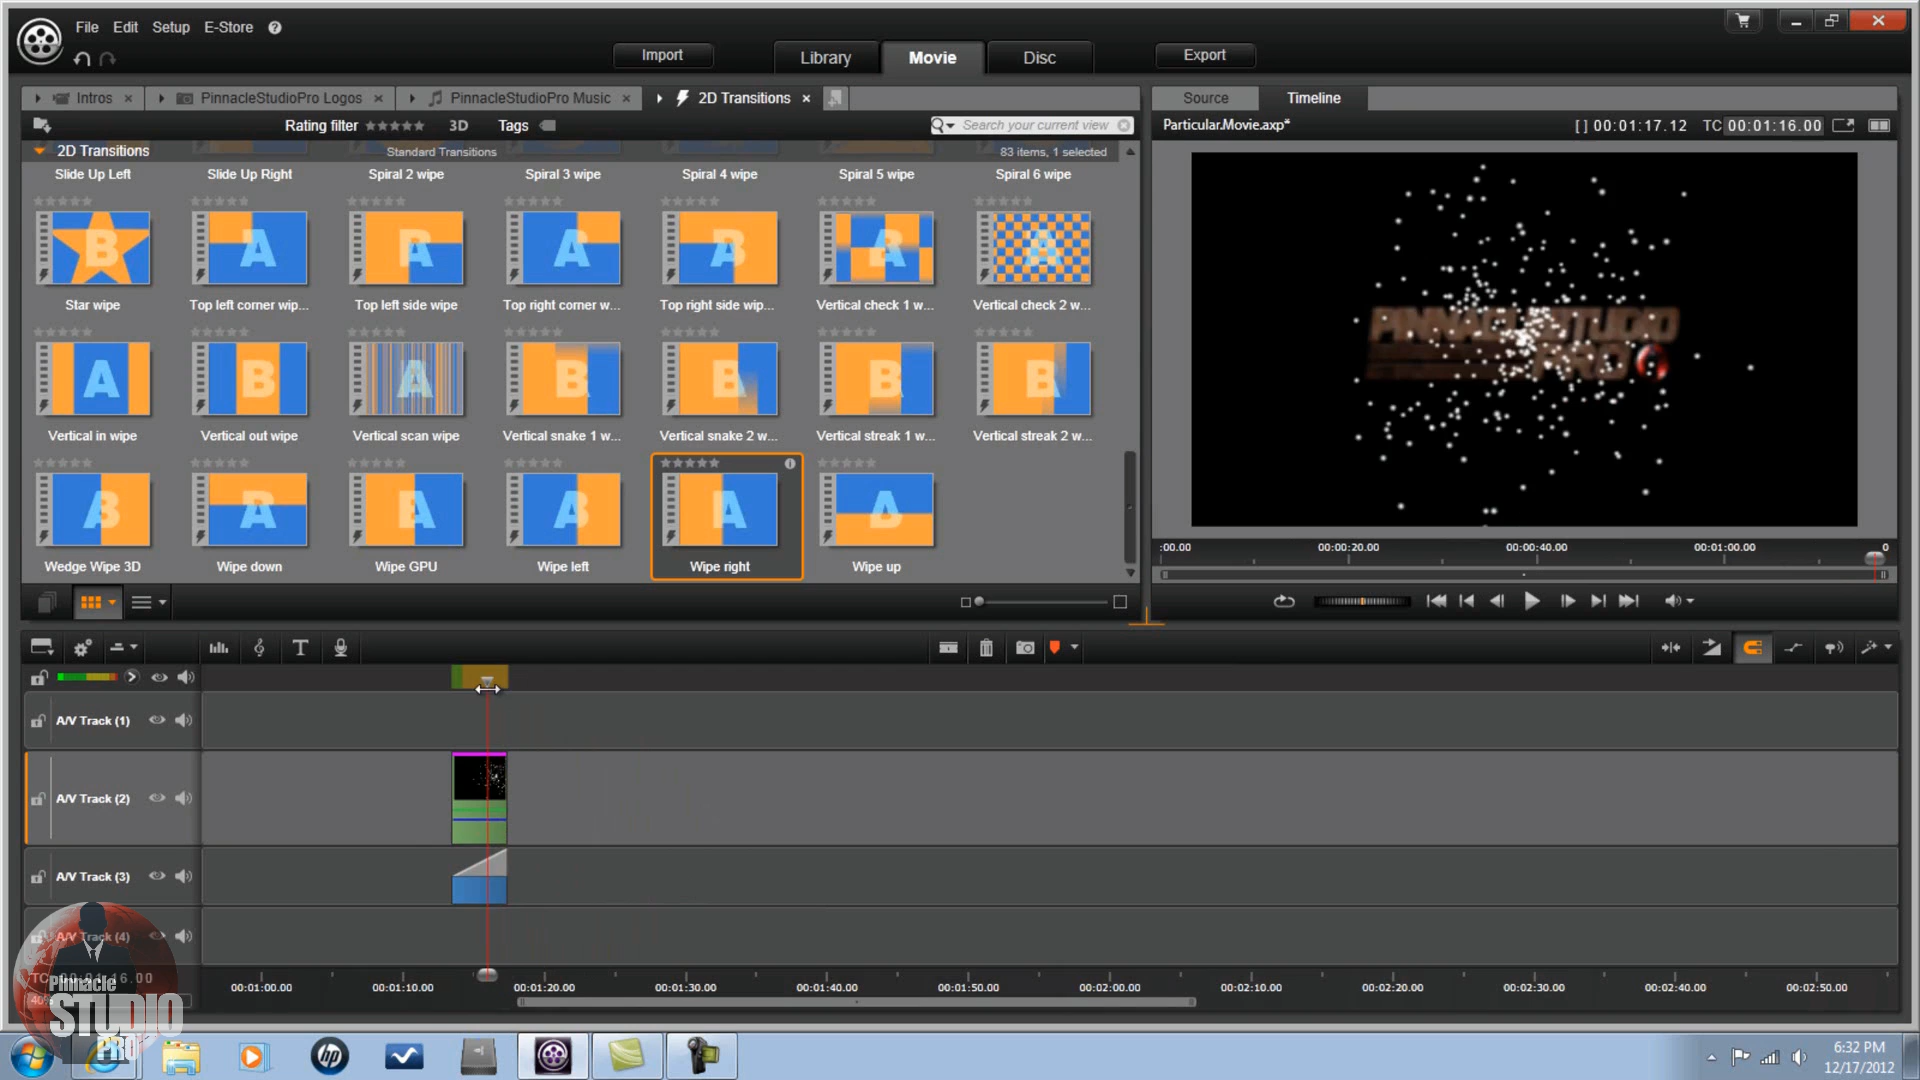 File Edit Setup E-Store ?
Import Library Movie Disc Export
Intros × PinnacleStudioPro Logos × PinnacleStudioPro Music × 2D Transitions ×
Source Timeline
Rating filter 3D Tags Search your current view
Particular.Movie.axp* [ ] 00:01:17.12 TC 00:01:16.00
2D Transitions Standard Transitions 83 items, 1 selected
Slide Up Left Slide Up Right Spiral 2 wipe Spiral 3 wipe Spiral 4 wipe Spiral 5 wipe Spiral 6 wipe
B A A B A
Star wipe Top left corner wip... Top left side wipe Top right corner w... Top right side wip... Vertical check 1 w... Vertical check 2 w...
PINNACLE STUDIO
PRO
A B A B B B B
Vertical in wipe Vertical out wipe Vertical scan wipe Vertical snake 1 w... Vertical snake 2 w... Vertical streak 1 w... Vertical streak 2 w...
Wedge Wipe 3D Wipe down Wipe GPU Wipe left Wipe right Wipe up
:00.00 00:00:20.00 00:00:40.00 00:01:00.00 0
A/V Track (1)
A/V Track (2)
A/V Track (3)
A/V Track (4)
TC 00:01:16.00
00:01:00.00 00:01:10.00 00:01:20.00 00:01:30.00 00:01:40.00 00:01:50.00 00:02:00.00 00:02:10.00 00:02:20.00 00:02:30.00 00:02:40.00 00:02:50.00
Pinnacle
STUDIO
PRO
hp
6:32 PM
12/17/2012